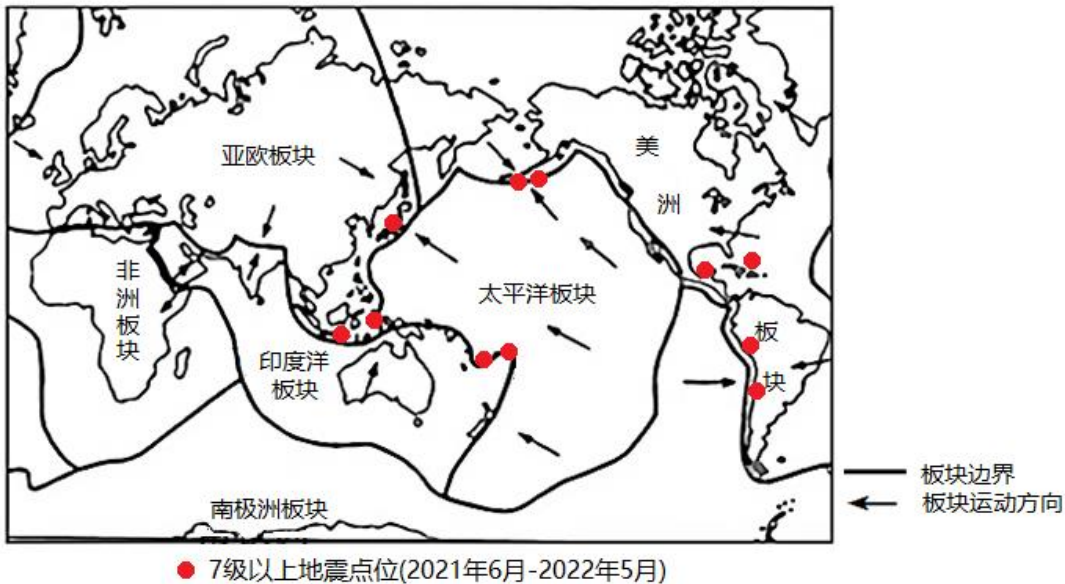 亚欧板块
美
洲
板
块
非
洲
板
块
太平洋板块
印度洋
板块
南极洲板块
板块边界
板块运动方向
7级以上地震点位(2021年6月-2022年5月)